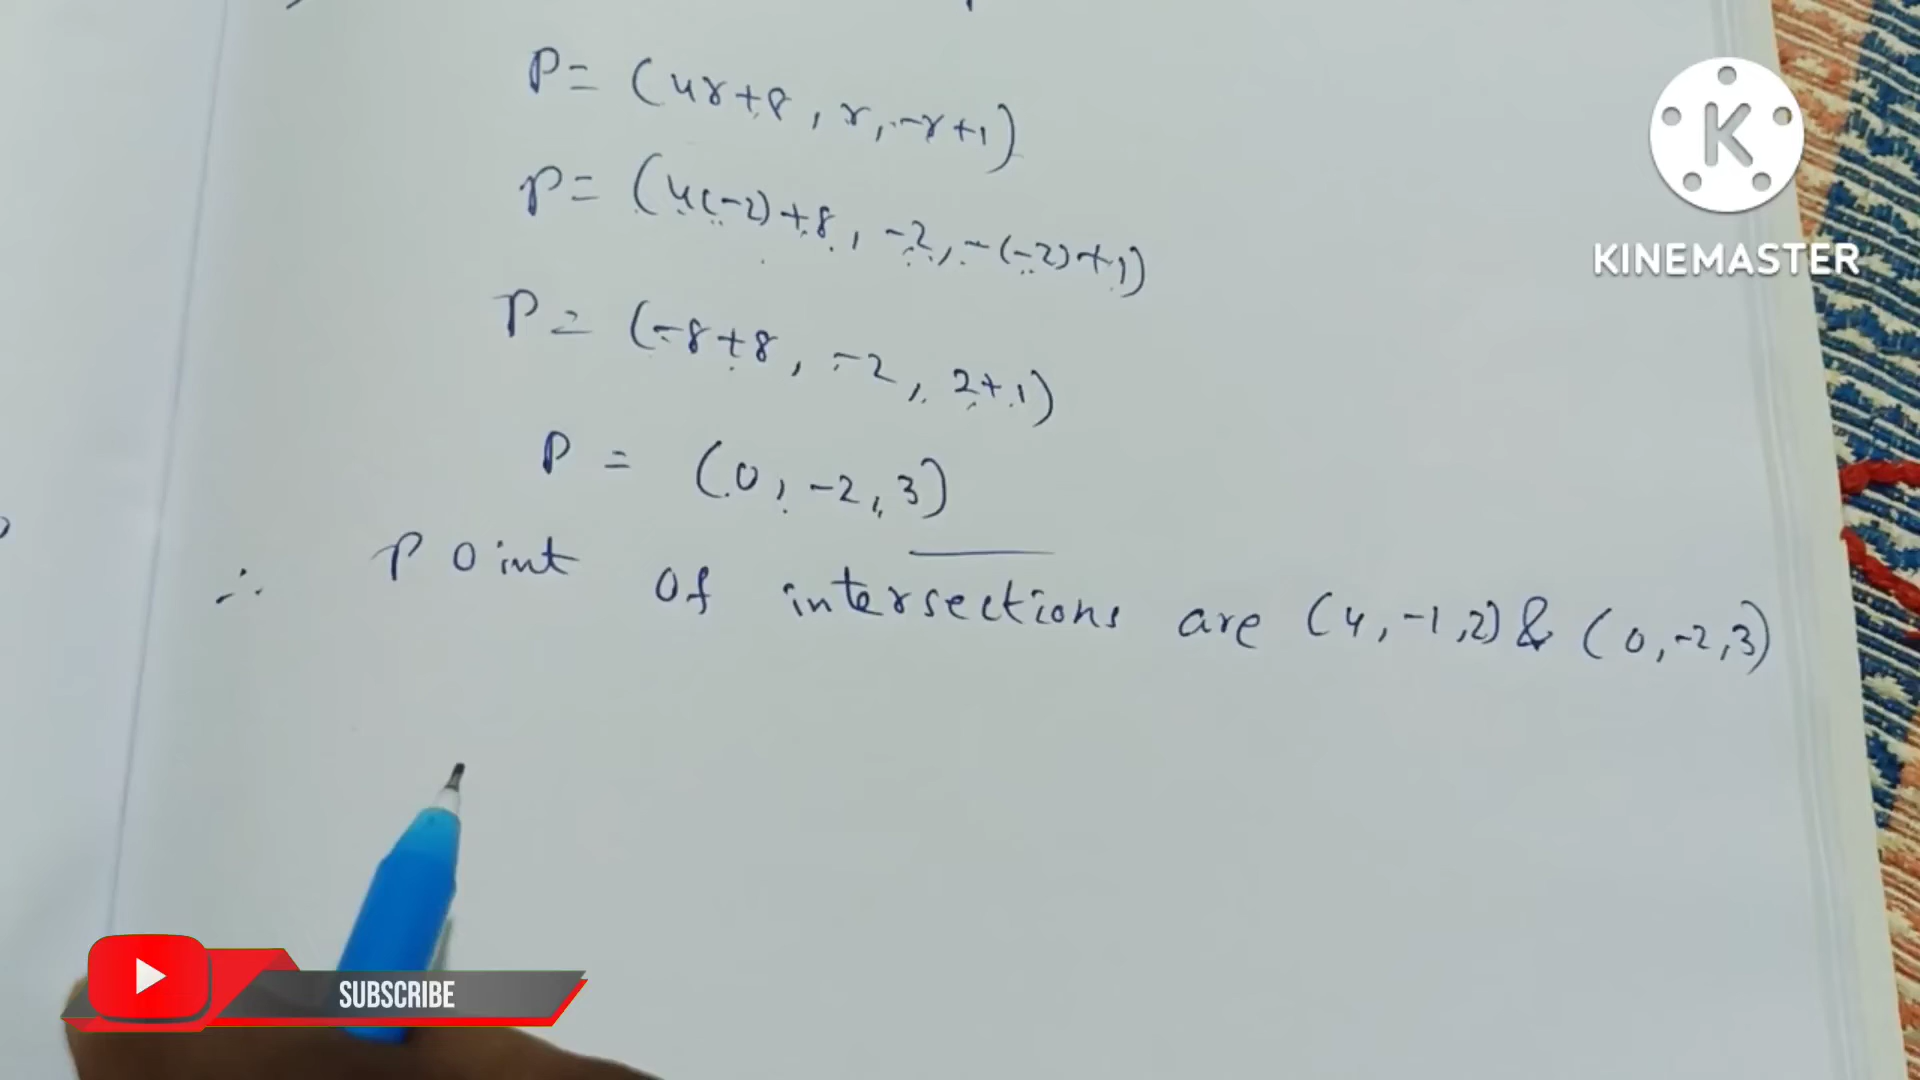 P = (4r+8, r, -r+1)
P = (4(-2)+8, -2, -(-2)+1)
P = (-8+8, -2, 2+1)
P = (0, -2, 3)
∴ Point of intersections are (4, -1, 2) & (0, -2, 3)
K
KINEMASTER
SUBSCRIBE